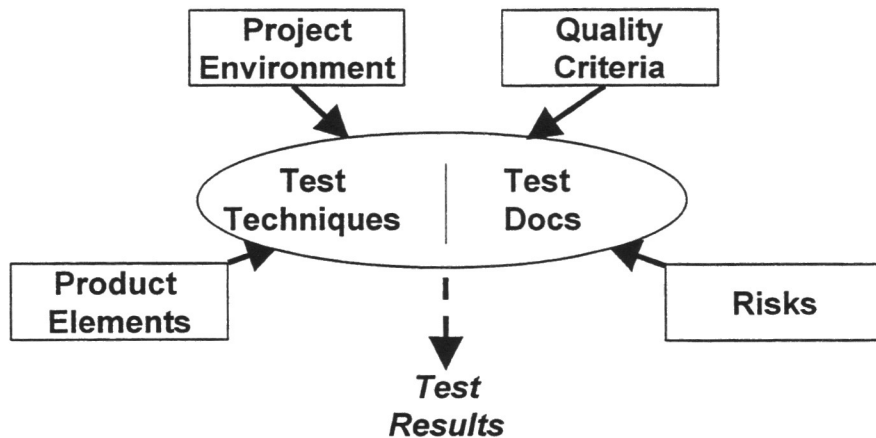 Project
Environment
Quality
Criteria
Test
Techniques
Test
Docs
Product
Elements
Risks
Test
Results